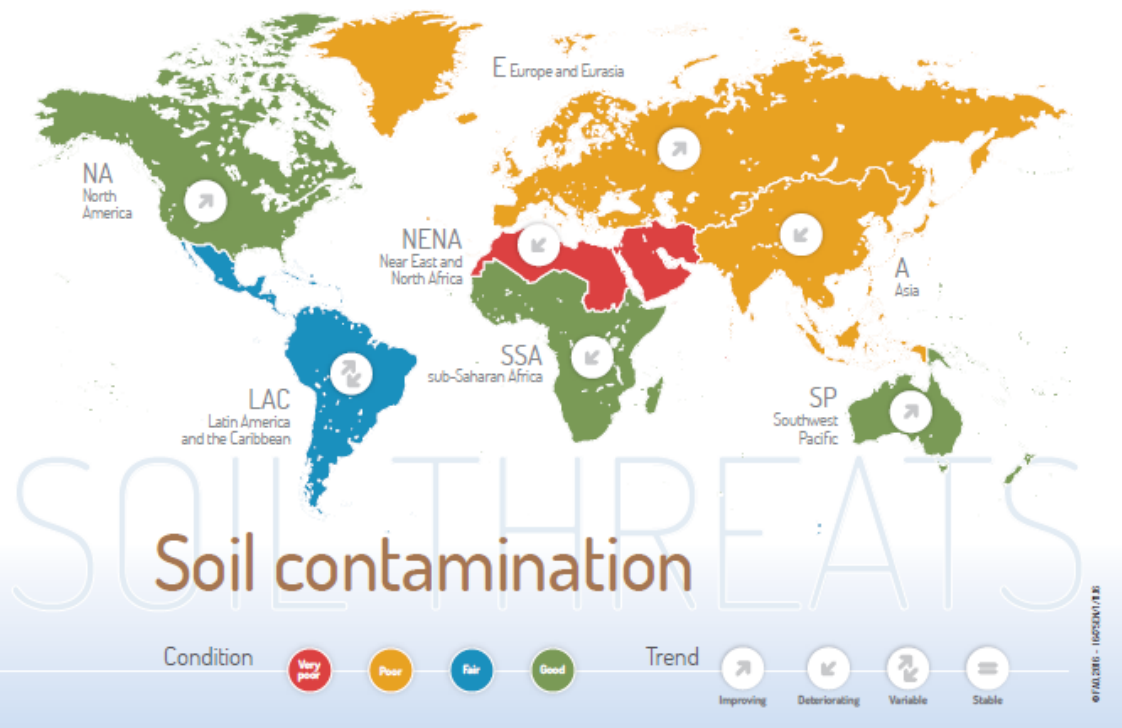 E Europe and Eurasia
NA
North
America
NENA
Near East and
North Africa
A
Asia
SSA
sub-Saharan Africa
LAC
Latin America
and the Caribbean
SP
Southwest
Pacific
SOIL THREATS
Soil contamination
Condition
Very
poor
Poor
Fair
Good
Trend
Improving
Deteriorating
Variable
Stable